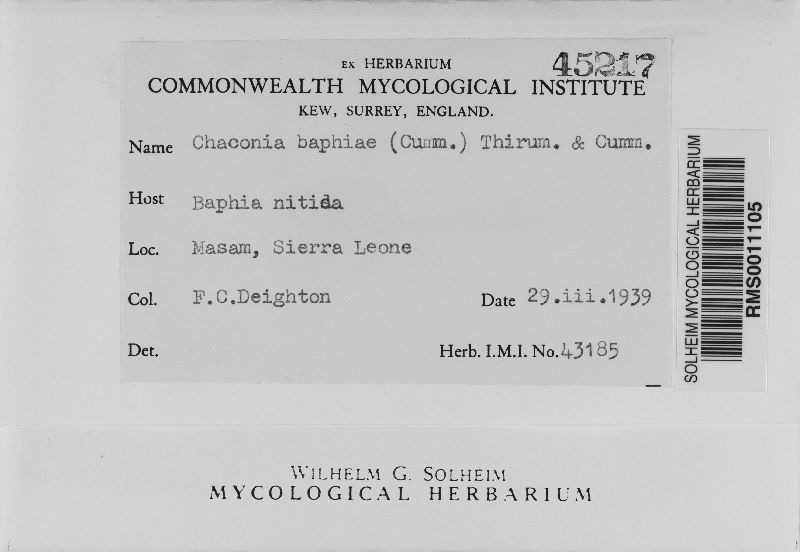 45217
Ex HERBARIUM
COMMONWEALTH MYCOLOGICAL INSTITUTE
KEW, SURREY, ENGLAND.
Name Chaconia baphiae (Cumm.) Thirum. & Cumm.
Host Baphia nitida
Loc. Masam, Sierra Leone
Col. F.C.Deighton Date 29.iii.1939
Det. Herb. I.M.I. No. 43185
SOLHEIM MYCOLOGICAL HERBARIUM
RMS0011105
WILHELM G. SOLHEIM
MYCOLOGICAL HERBARIUM